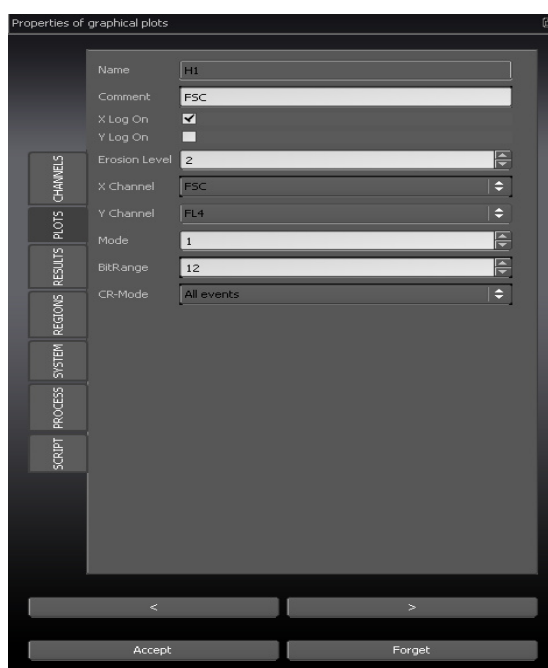 Properties of graphical plots
Name H1
Comment FSC
X Log On
Y Log On
Erosion Level 2
X Channel FSC
Y Channel FL4
Mode 1
BitRange 12
CR-Mode All events
CHANNELS
PLOTS
RESULTS
REGIONS
SYSTEM
PROCESS
SCRIPT
< >
Accept Forget